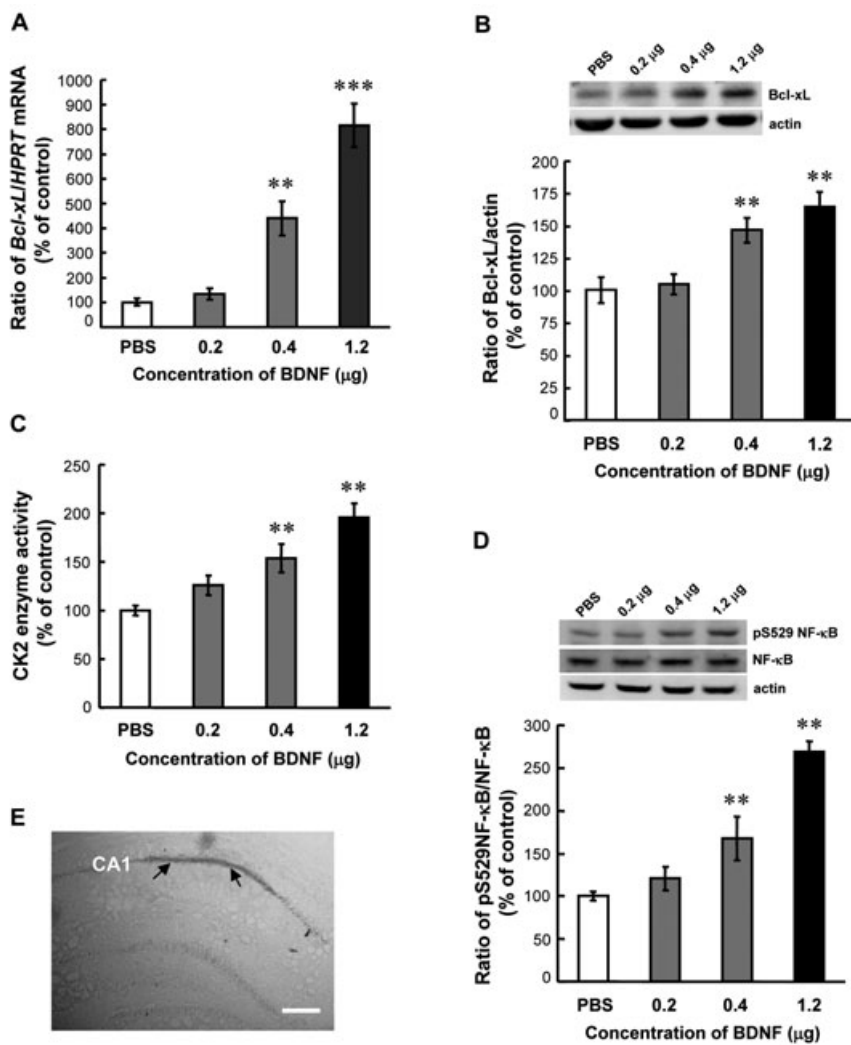 A
Ratio of Bcl-xL/HPRT mRNA
(% of control)
1000
900
800
700
600
500
400
300
200
100
0
***
**
PBS 0.2 0.4 1.2
Concentration of BDNF (μg)
B
PBS 0.2 μg 0.4 μg 1.2 μg
Bcl-xL
actin
Ratio of Bcl-xL/actin
(% of control)
200
175
150
125
100
75
50
25
0
** **
PBS 0.2 0.4 1.2
Concentration of BDNF (μg)
C
CK2 enzyme activity
(% of control)
250
200
150
100
50
0
**
**
PBS 0.2 0.4 1.2
Concentration of BDNF (μg)
D
PBS 0.2 μg 0.4 μg 1.2 μg
pS529 NF-κB
NF-κB
actin
Ratio of pS529NF-κB/NF-κB
(% of control)
300
250
200
150
100
50
0
**
**
PBS 0.2 0.4 1.2
Concentration of BDNF (μg)
E
CA1